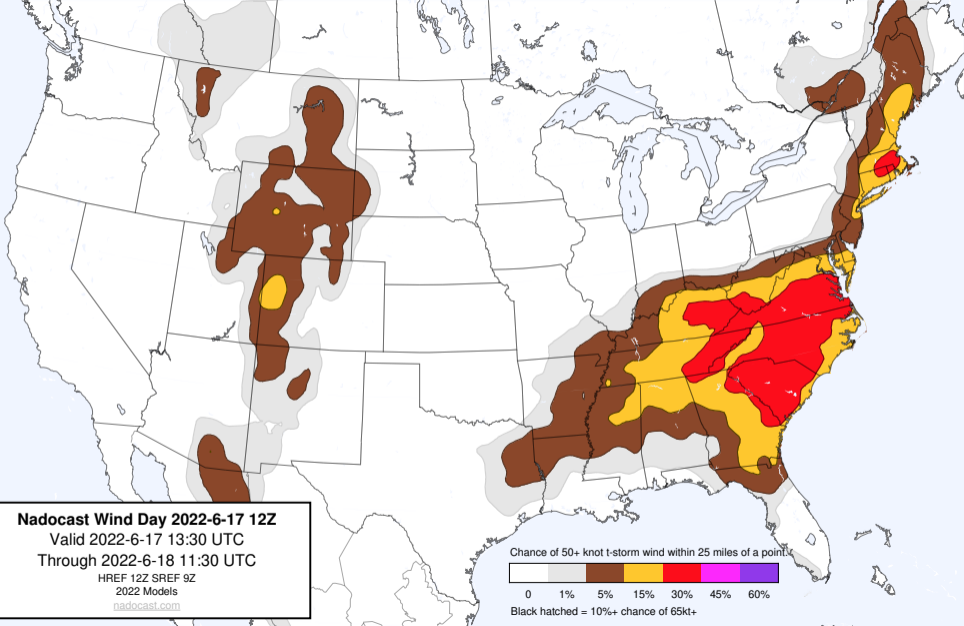 Nadocast Wind Day 2022-6-17 12Z
Valid 2022-6-17 13:30 UTC
Through 2022-6-18 11:30 UTC
HREF 12Z SREF 9Z
2022 Models
nadocast.com
Chance of 50+ knot t-storm wind within 25 miles of a point.
0 1% 5% 15% 30% 45% 60%
Black hatched = 10%+ chance of 65kt+